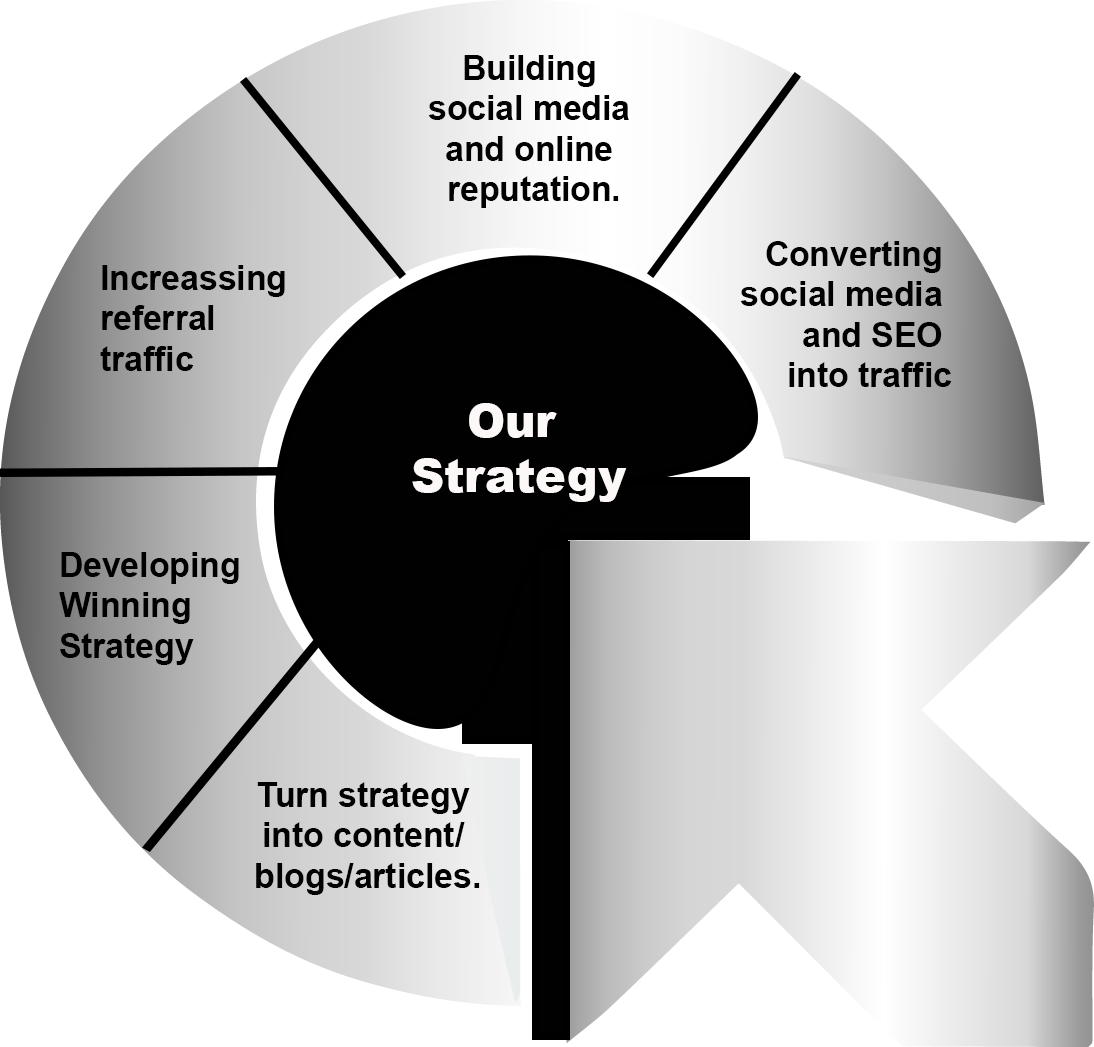 Building
social media
and online
reputation.
Converting
social media
and SEO
into traffic
Increassing
referral
traffic
Our
Strategy
Developing
Winning
Strategy
Turn strategy
into content/
blogs/articles.